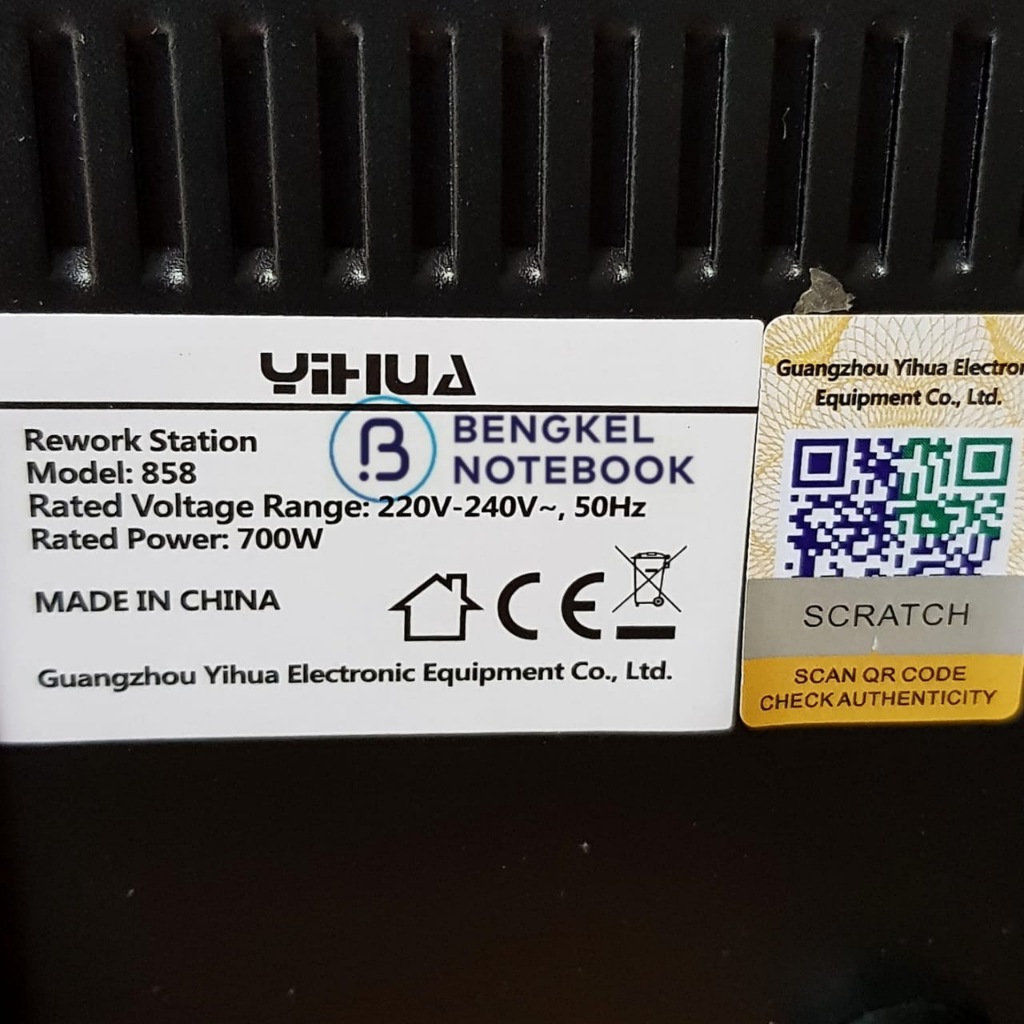 YiHUA
BENGKEL
NOTEBOOK
Rework Station
Model: 858
Rated Voltage Range: 220V-240V~, 50Hz
Rated Power: 700W
MADE IN CHINA
CE
Guangzhou Yihua Electronic Equipment Co., Ltd.
Guangzhou Yihua Electron
Equipment Co., Ltd.
SCRATCH
SCAN QR CODE
CHECK AUTHENTICITY